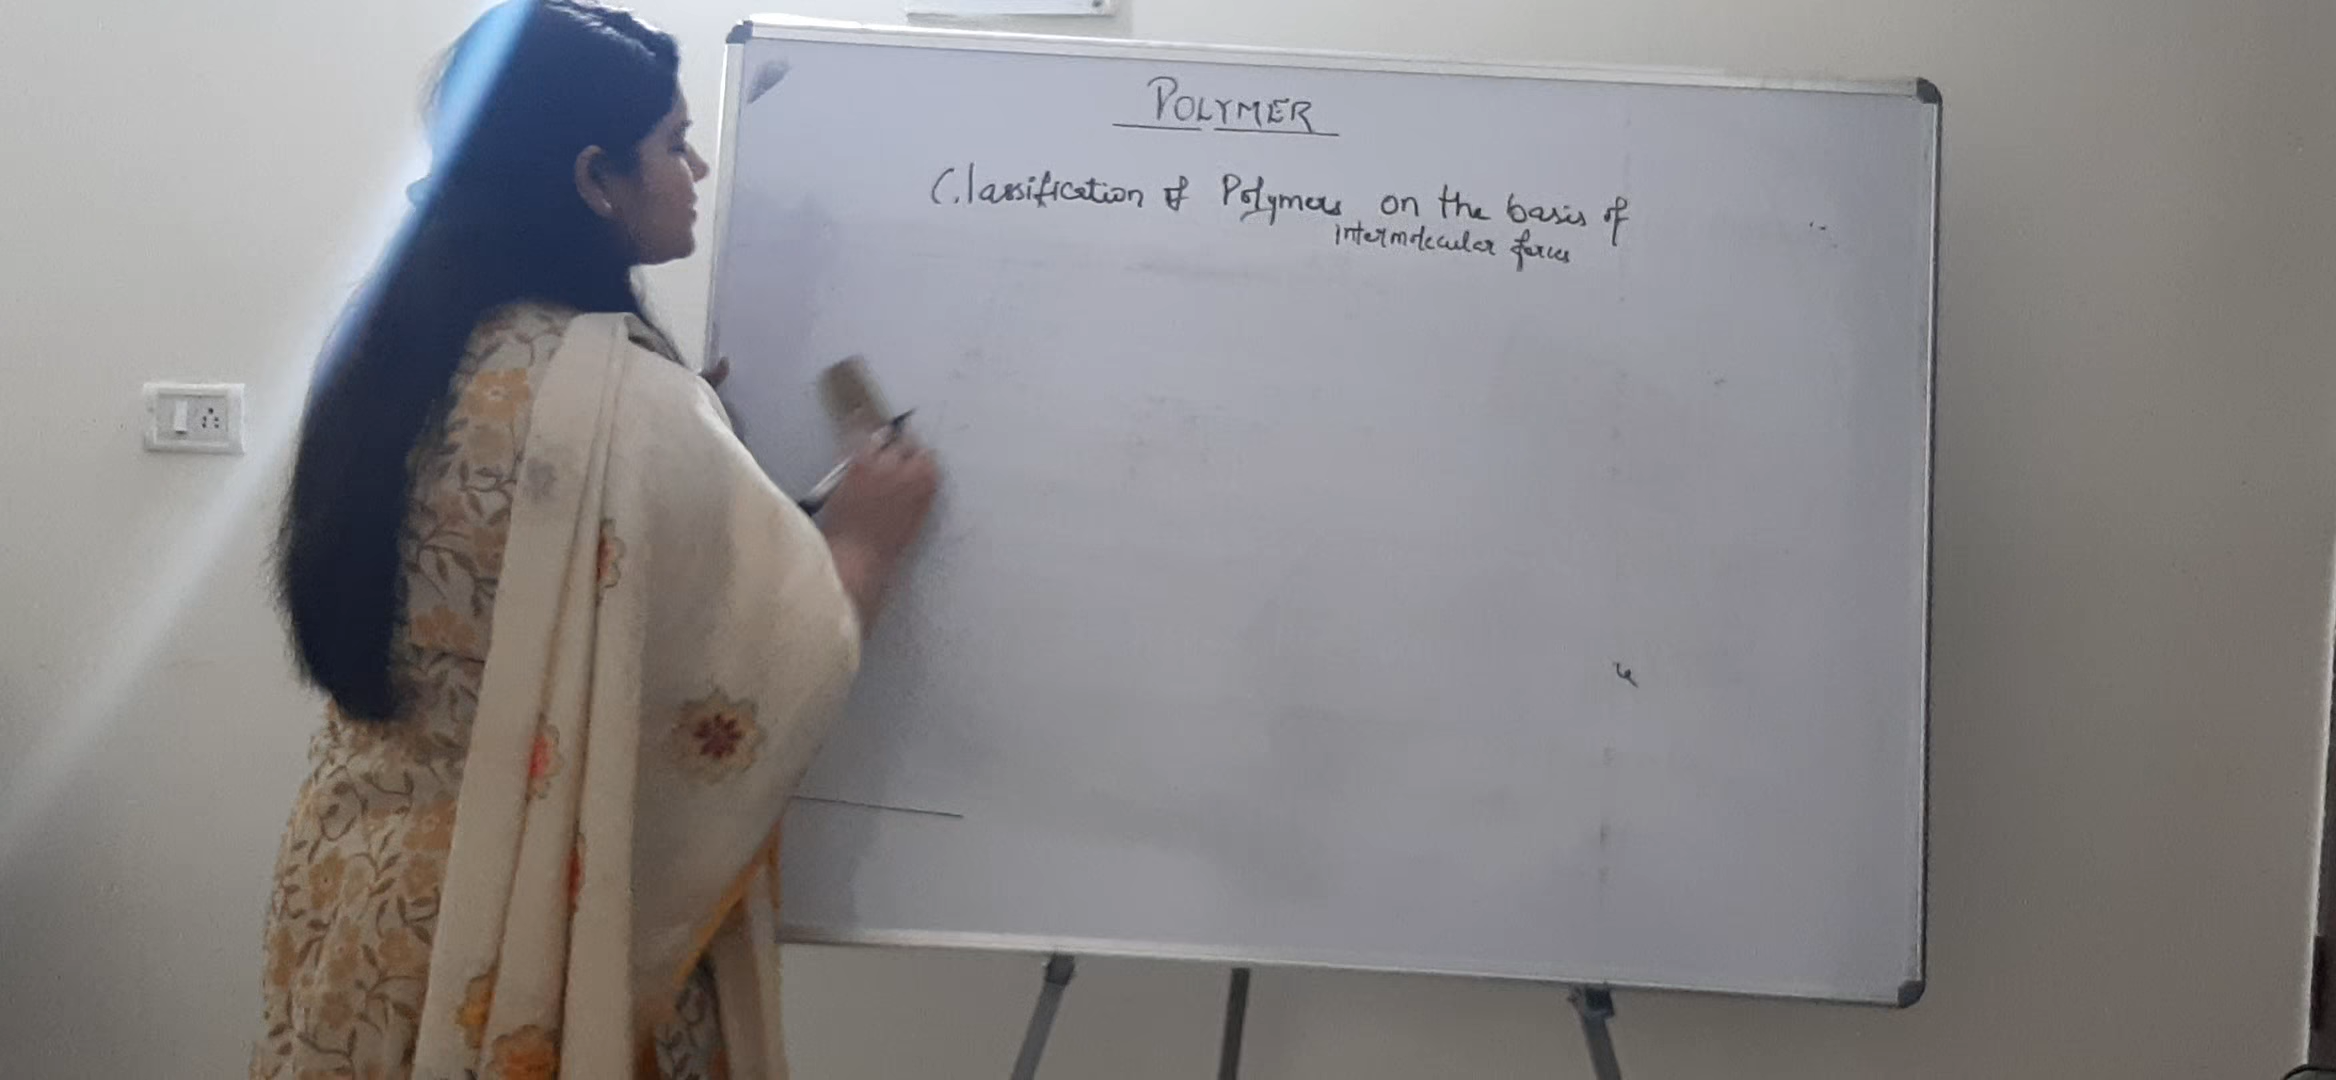 POLYMER
Classification of Polymers on the basis of
intermolecular forces